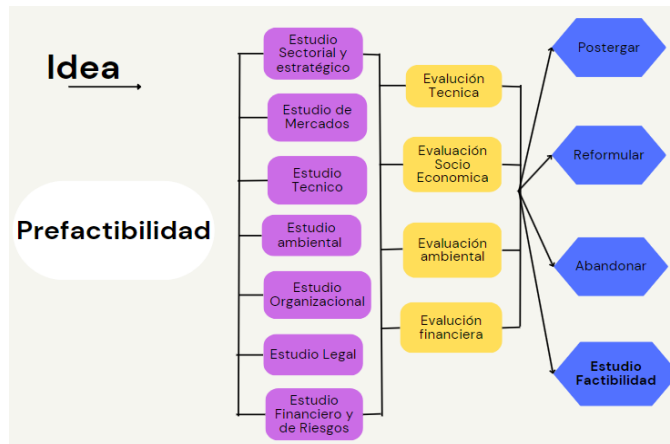 Idea
Prefactibilidad
Estudio
Sectorial y
estratégico
Estudio de
Mercados
Estudio
Tecnico
Estudio
ambiental
Estudio
Organizacional
Estudio Legal
Estudio
Financiero y
de Riesgos
Evalución
Tecnica
Evaluación
Socio
Economica
Evaluación
ambiental
Evalución
financiera
Postergar
Reformular
Abandonar
Estudio
Factibilidad